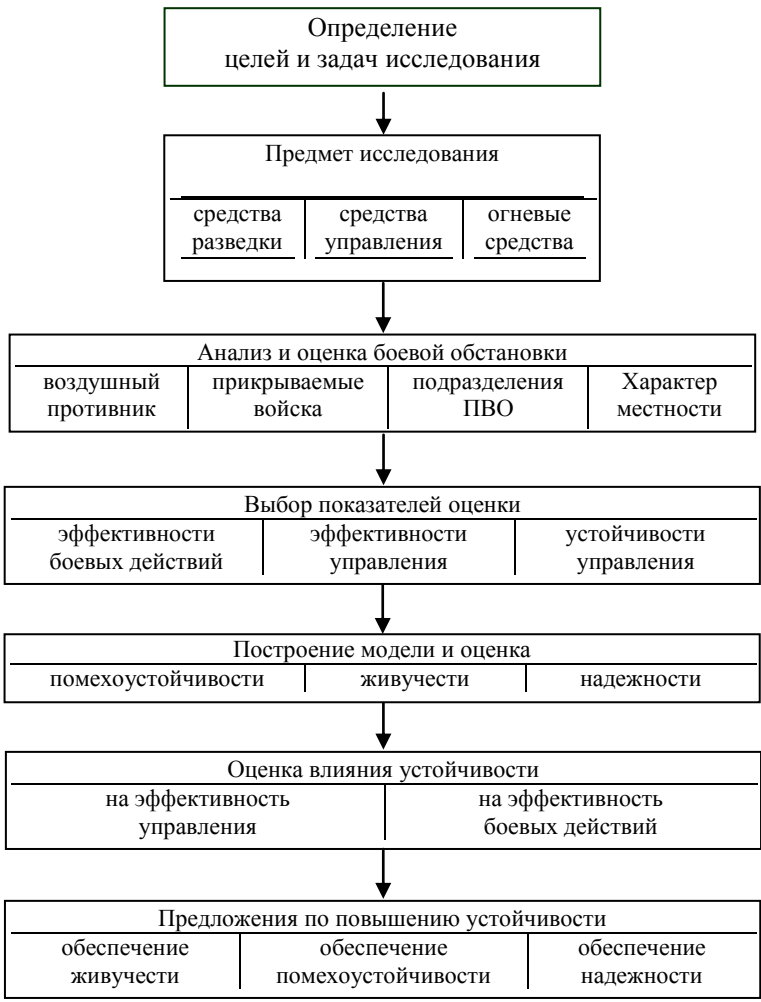 Определение
целей и задач исследования
Предмет исследования
средства
разведки
средства
управления
огневые
средства
Анализ и оценка боевой обстановки
воздушный
противник
прикрываемые
войска
подразделения
ПВО
Характер
местности
Выбор показателей оценки
эффективности
боевых действий
эффективности
управления
устойчивости
управления
Построение модели и оценка
помехоустойчивости
живучести
надежности
Оценка влияния устойчивости
на эффективность
управления
на эффективность
боевых действий
Предложения по повышению устойчивости
обеспечение
живучести
обеспечение
помехоустойчивости
обеспечение
надежности